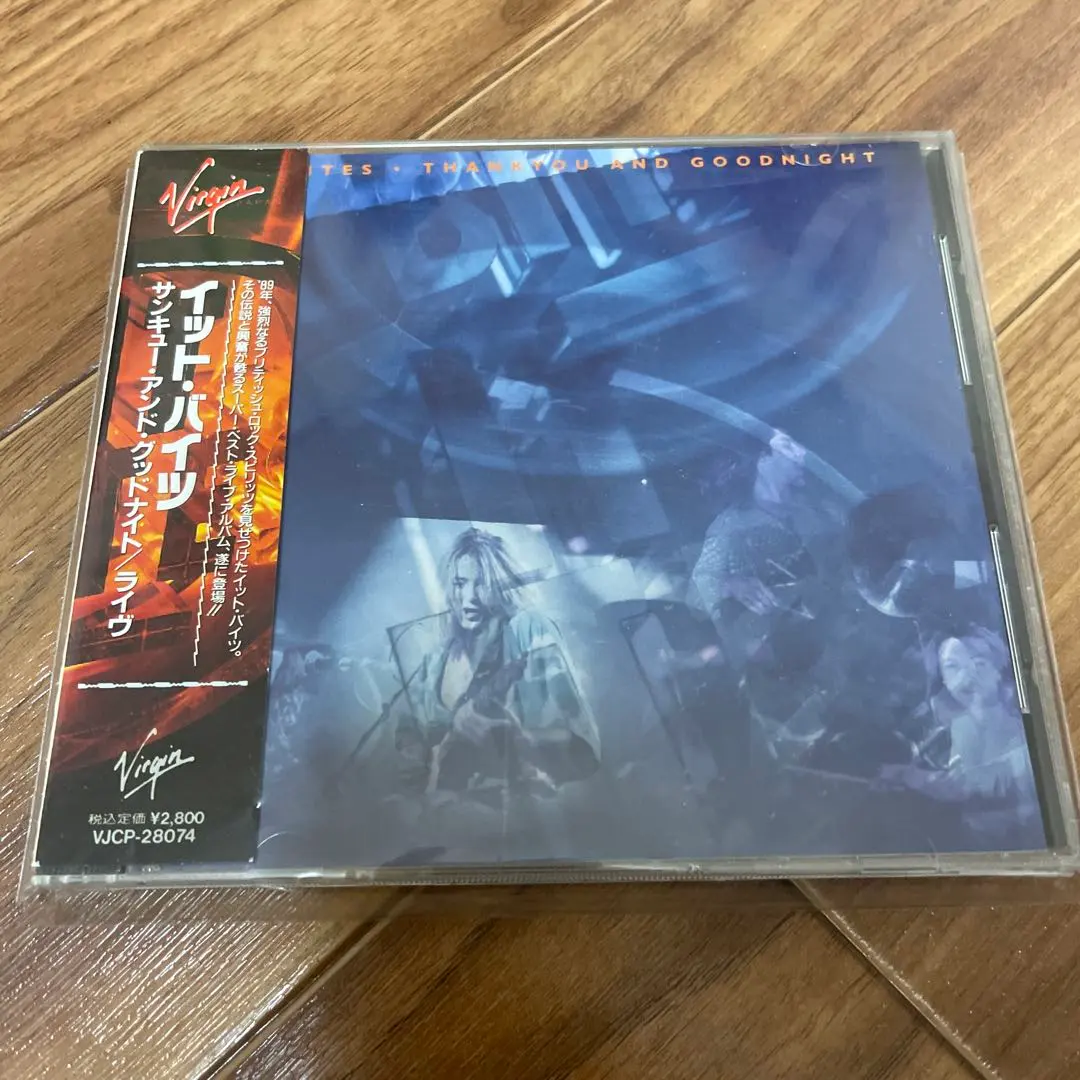 Virgin
JAPAN
イット・バイツ
サンキュー・アンド・グッドナイト/ライヴ
'89年、強烈なるブリティッシュ・ロック・スピリッツを見せつけたイット・バイツ。
その伝説と興奮が甦るスーパー・ベスト・ライブ・アルバム、遂に登場!!
Virgin
税込定価 ¥2,800
VJCP-28074
ITES • THANKYOU AND GOODNIGHT